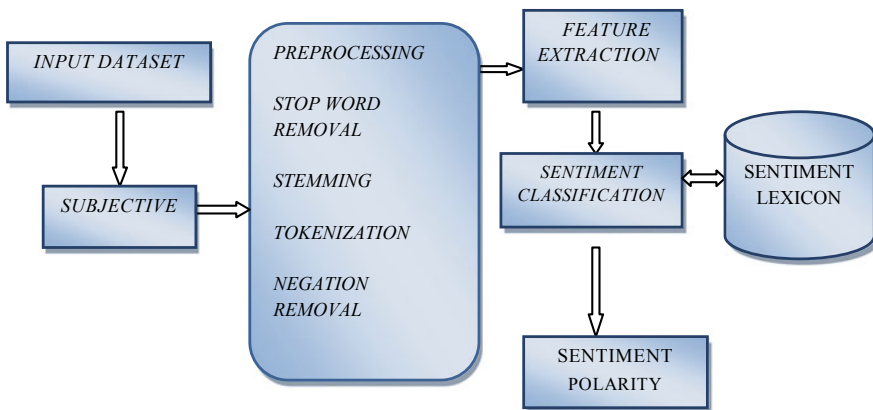 INPUT DATASET
SUBJECTIVE
PREPROCESSING
STOP WORD
REMOVAL
STEMMING
TOKENIZATION
NEGATION
REMOVAL
FEATURE
EXTRACTION
SENTIMENT
CLASSIFICATION
SENTIMENT
LEXICON
SENTIMENT
POLARITY